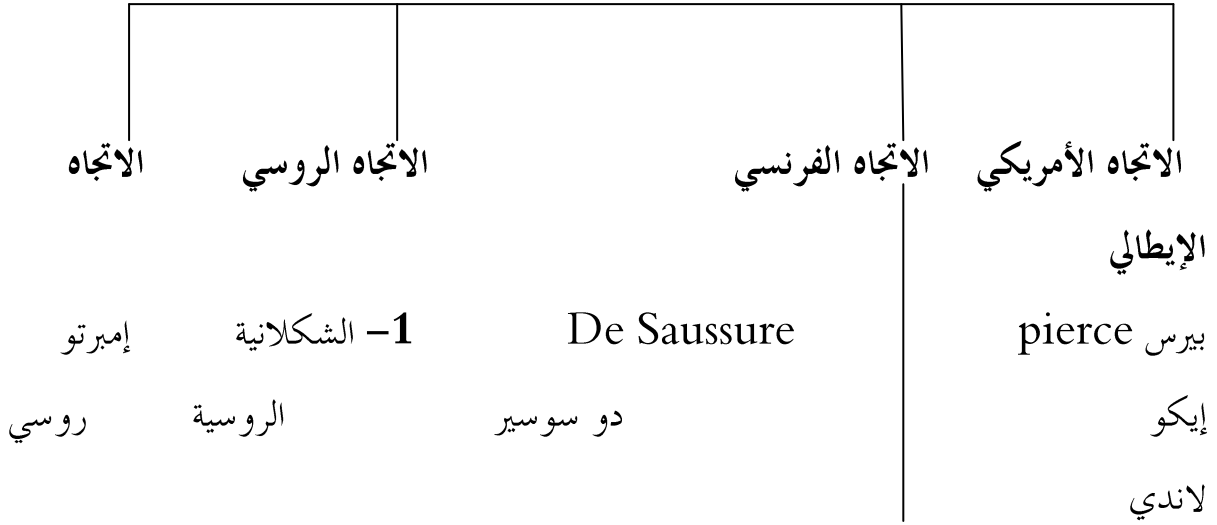 الاتجاه الأمريكي الاتجاه الفرنسي الاتجاه الروسي الاتجاه
الإيطالي
بيرس pierce De Saussure 1– الشكلانية إمبرتو
إيكو دو سوسير الروسية روسي
لاندي